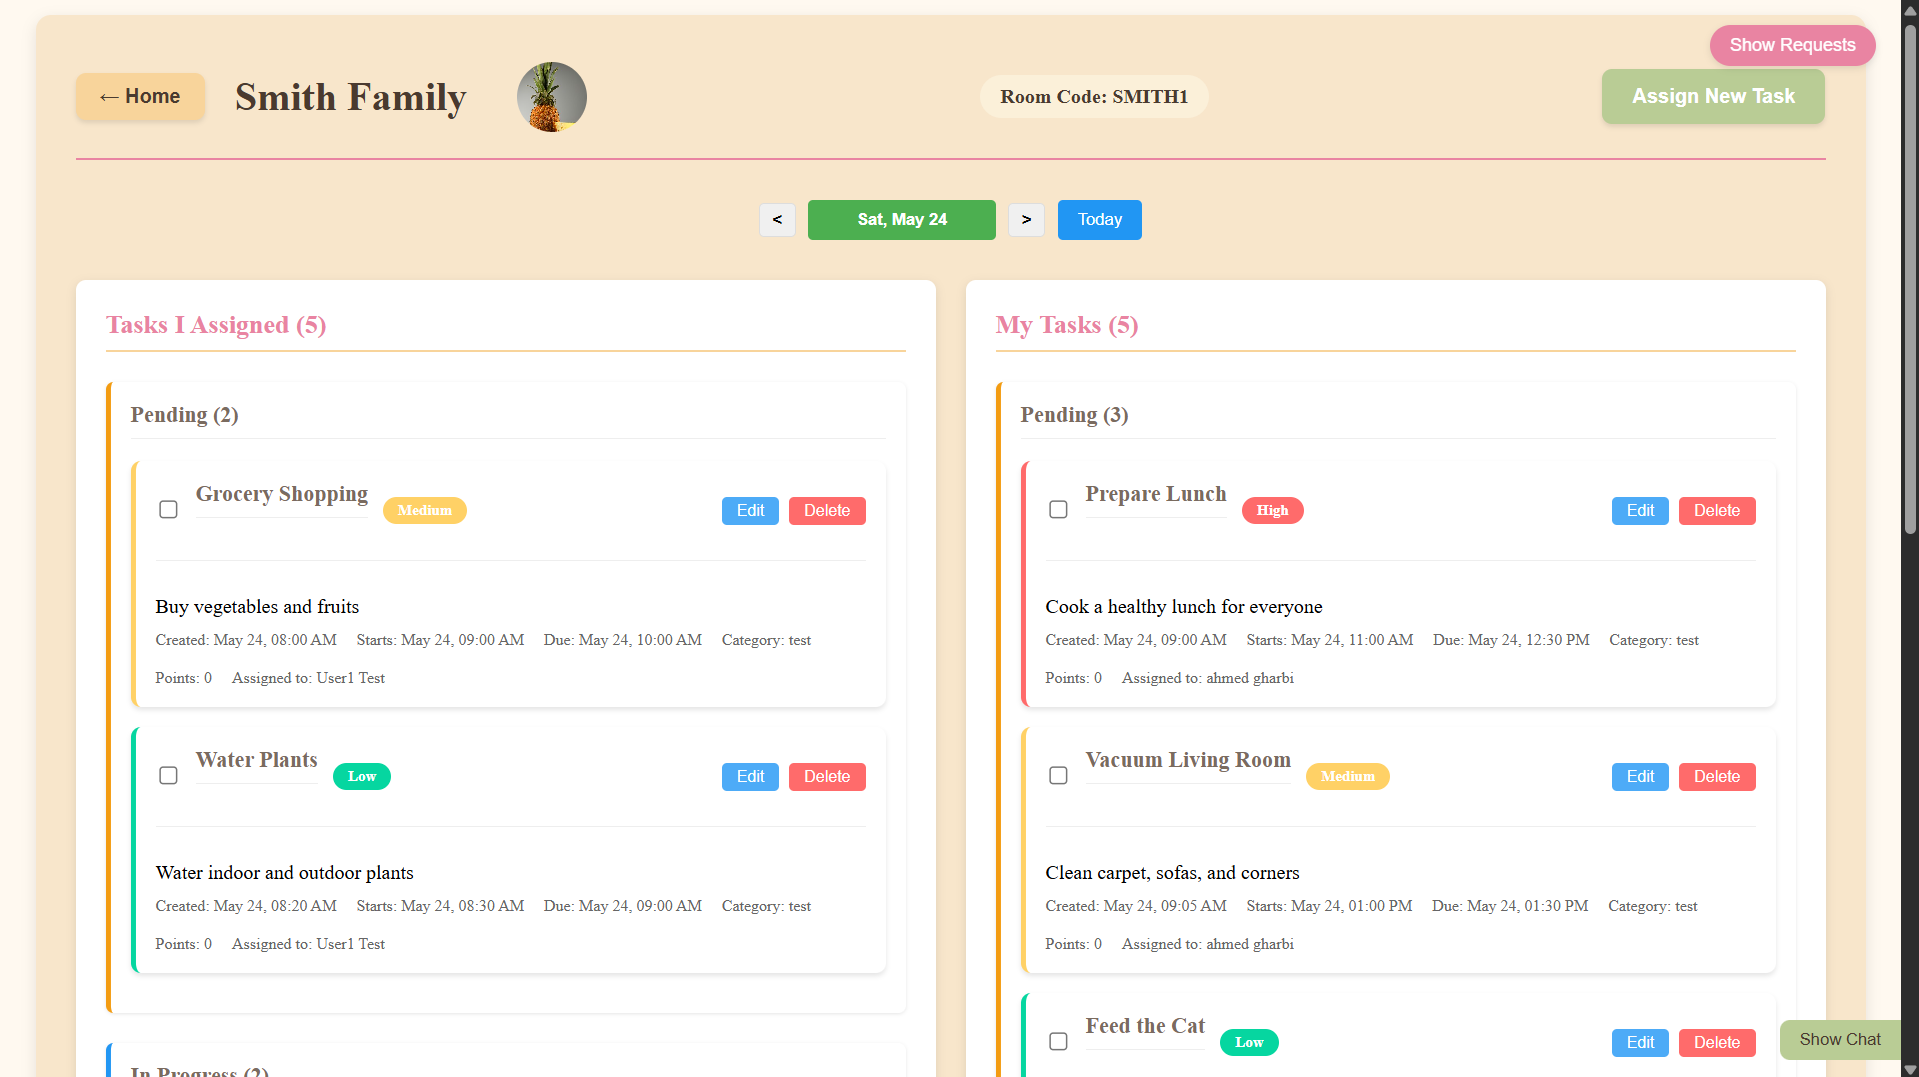 Show Requests
← Home
Smith Family
Room Code: SMITH1
Assign New Task
<
Sat, May 24
>
Today
Tasks I Assigned (5)
Pending (2)
Grocery Shopping
Medium
Edit
Delete
Buy vegetables and fruits
Created: May 24, 08:00 AM Starts: May 24, 09:00 AM Due: May 24, 10:00 AM Category: test
Points: 0 Assigned to: User1 Test
Water Plants
Low
Edit
Delete
Water indoor and outdoor plants
Created: May 24, 08:20 AM Starts: May 24, 08:30 AM Due: May 24, 09:00 AM Category: test
Points: 0 Assigned to: User1 Test
In Progress (2)
My Tasks (5)
Pending (3)
Prepare Lunch
High
Edit
Delete
Cook a healthy lunch for everyone
Created: May 24, 09:00 AM Starts: May 24, 11:00 AM Due: May 24, 12:30 PM Category: test
Points: 0 Assigned to: ahmed gharbi
Vacuum Living Room
Medium
Edit
Delete
Clean carpet, sofas, and corners
Created: May 24, 09:05 AM Starts: May 24, 01:00 PM Due: May 24, 01:30 PM Category: test
Points: 0 Assigned to: ahmed gharbi
Feed the Cat
Low
Edit
Delete
Show Chat